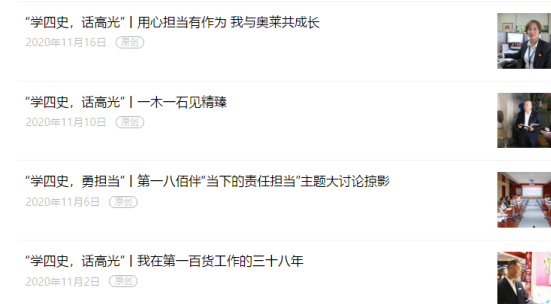 “学四史，话高光”丨用心担当有作为 我与奥莱共成长
2020年11月16日 原创
“学四史，话高光”丨一木一石见精臻
2020年11月10日 原创
“学四史，勇担当”丨第一八佰伴“当下的责任担当”主题大讨论掠影
2020年11月6日 原创
“学四史，话高光”丨我在第一百货工作的三十八年
2020年11月2日 原创